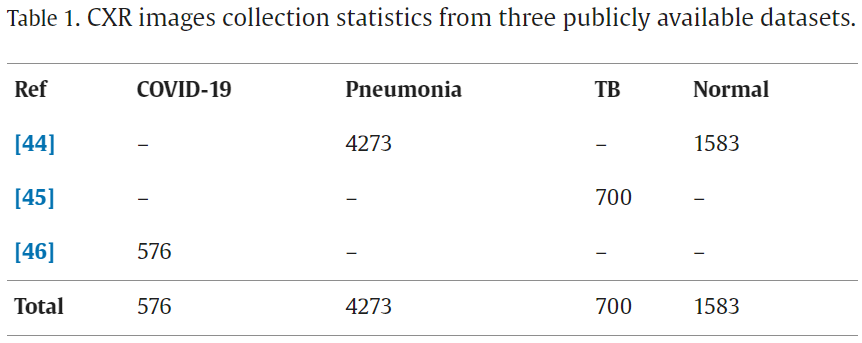 Table 1. CXR images collection statistics from three publicly available datasets.
Ref COVID-19 Pneumonia TB Normal
[44] – 4273 – 1583
[45] – – 700 –
[46] 576 – – –
Total 576 4273 700 1583